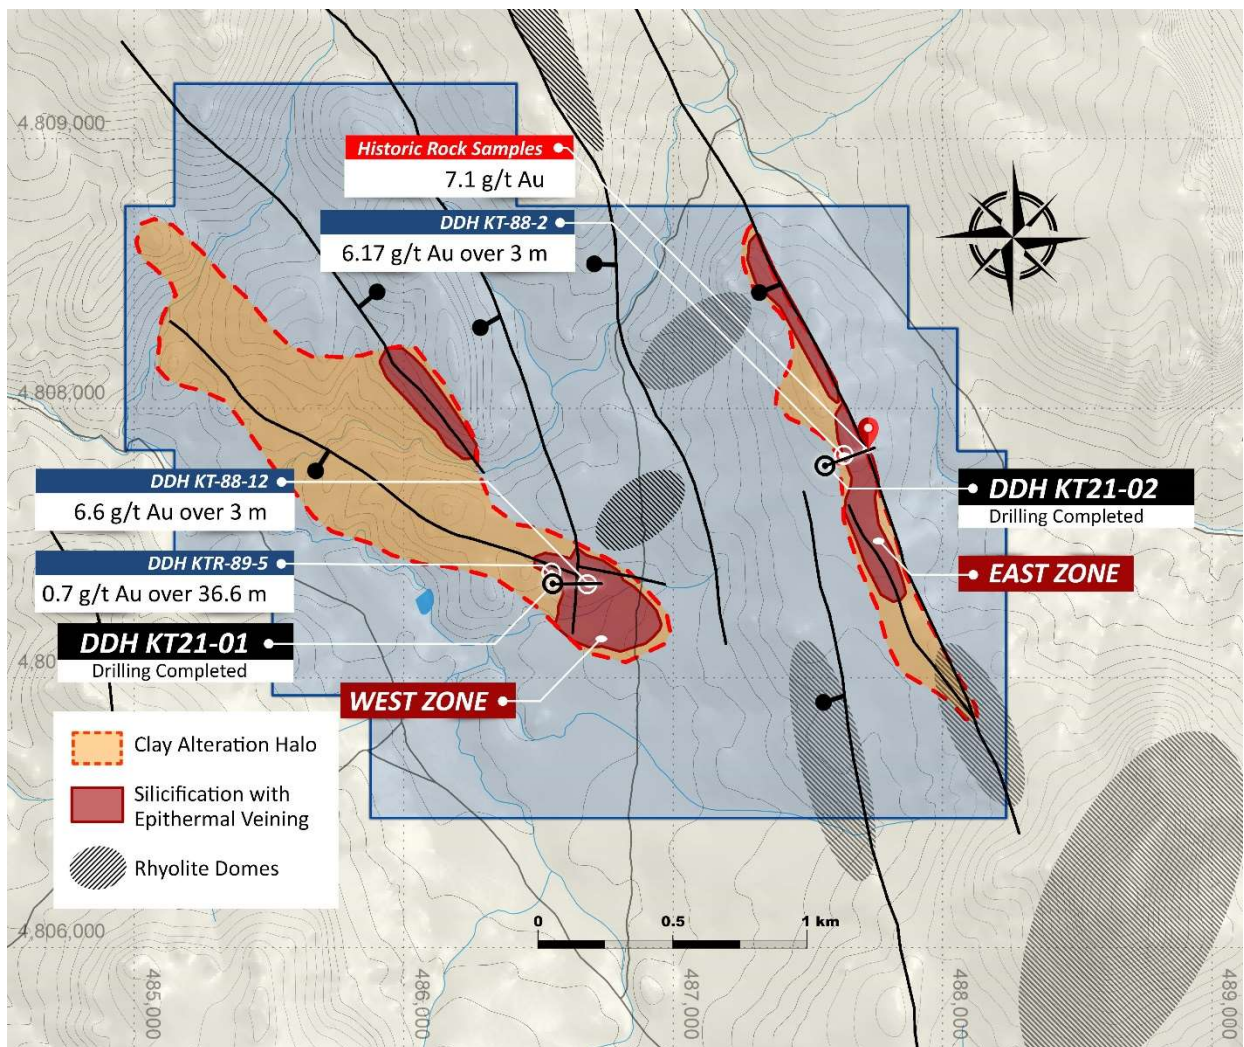 4,809,000
Historic Rock Samples
7.1 g/t Au
DDH KT-88-2
6.17 g/t Au over 3 m
4,808,000
DDH KT-88-12
6.6 g/t Au over 3 m
DDH KTR-89-5
0.7 g/t Au over 36.6 m
DDH KT21-01
Drilling Completed
4,80
WEST ZONE
DDH KT21-02
Drilling Completed
EAST ZONE
Clay Alteration Halo
Silicification with
Epithermal Veining
Rhyolite Domes
4,806,000
0
0.5
1 km
485,000
486,000
487,000
488,000
489,000